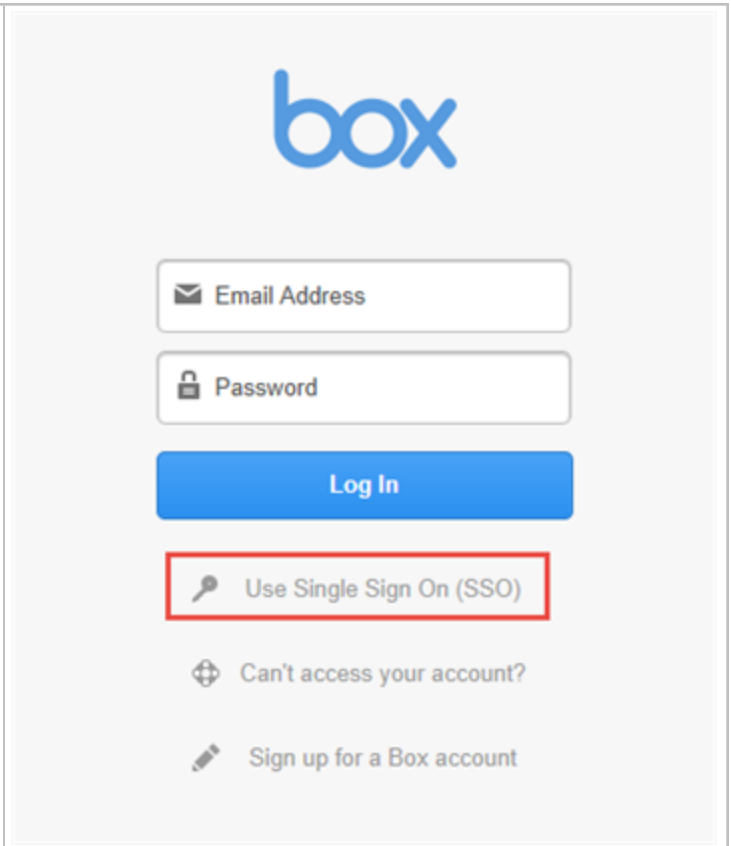 box
Email Address
Password
Log In
Use Single Sign On (SSO)
Can't access your account?
Sign up for a Box account